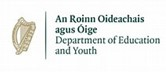 An Roinn Oideachais
agus Óige
Department of Education
and Youth